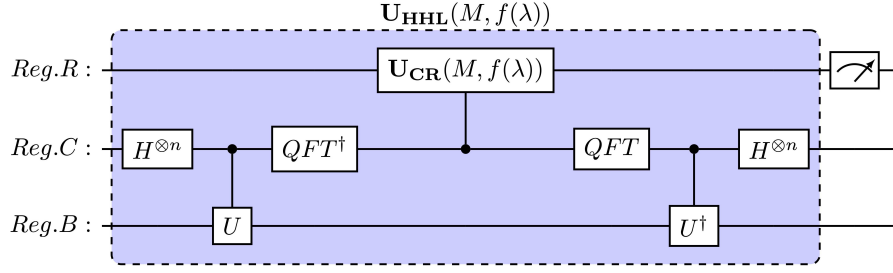 U_HHL(M, f(λ))
Reg.R : U_CR(M, f(λ))
Reg.C : H^⊗n QFT† QFT H^⊗n
Reg.B : U U†